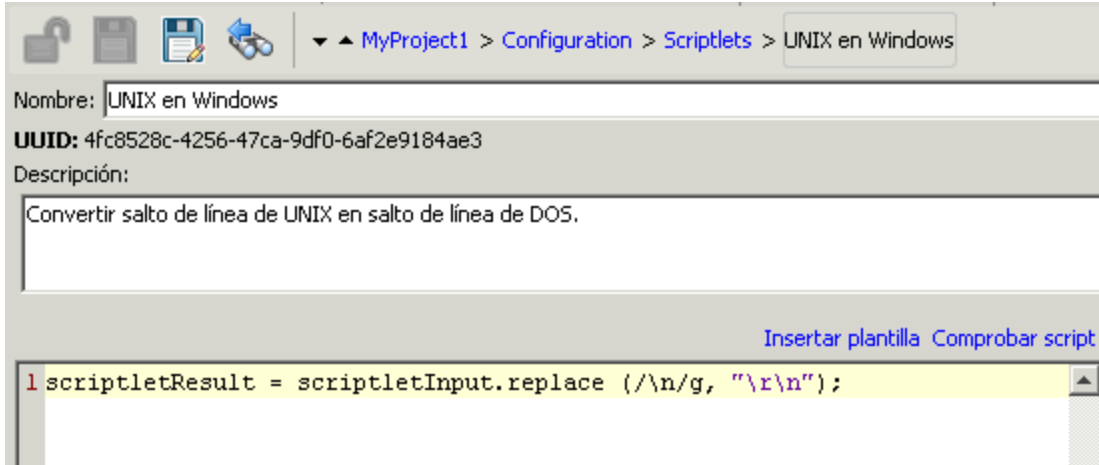 MyProject1 > Configuration > Scriptlets > UNIX en Windows
Nombre: UNIX en Windows
UUID: 4fc8528c-4256-47ca-9df0-6af2e9184ae3
Descripción:
Convertir salto de línea de UNIX en salto de línea de DOS.
Insertar plantilla Comprobar script
1 scriptletResult = scriptletInput.replace (/\n/g, "\r\n");